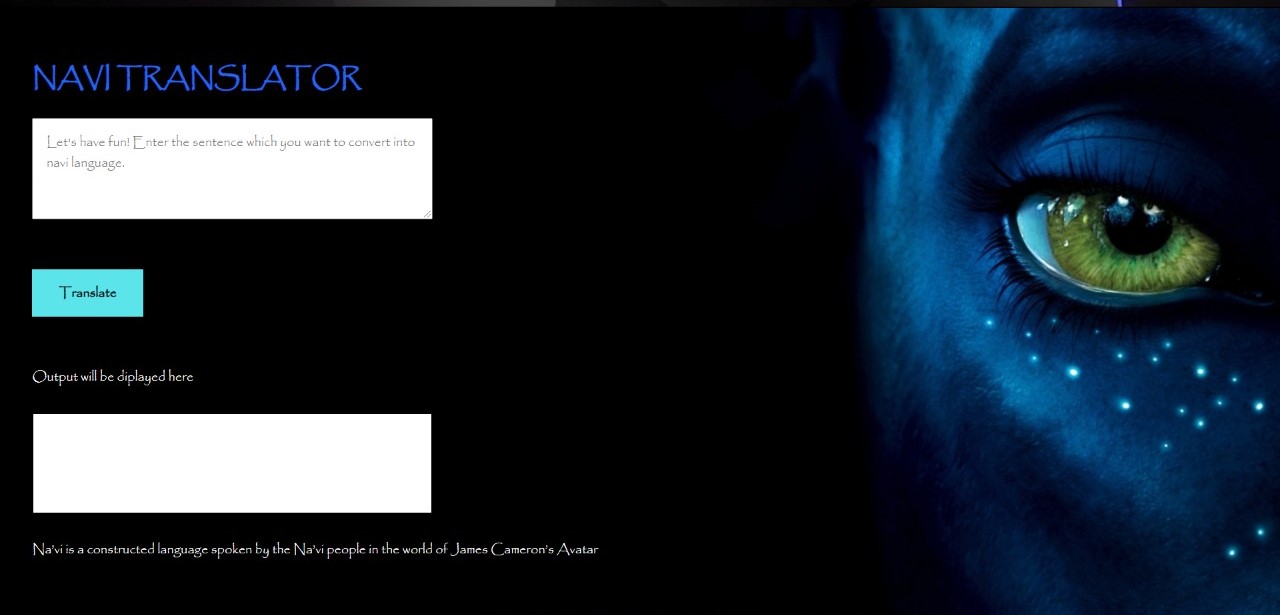 NAVI TRANSLATOR
Let's have fun! Enter the sentence which you want to convert into
navi language.
Translate
Output will be diplayed here
Na'vi is a constructed language spoken by the Na'vi people in the world of James Cameron's Avatar